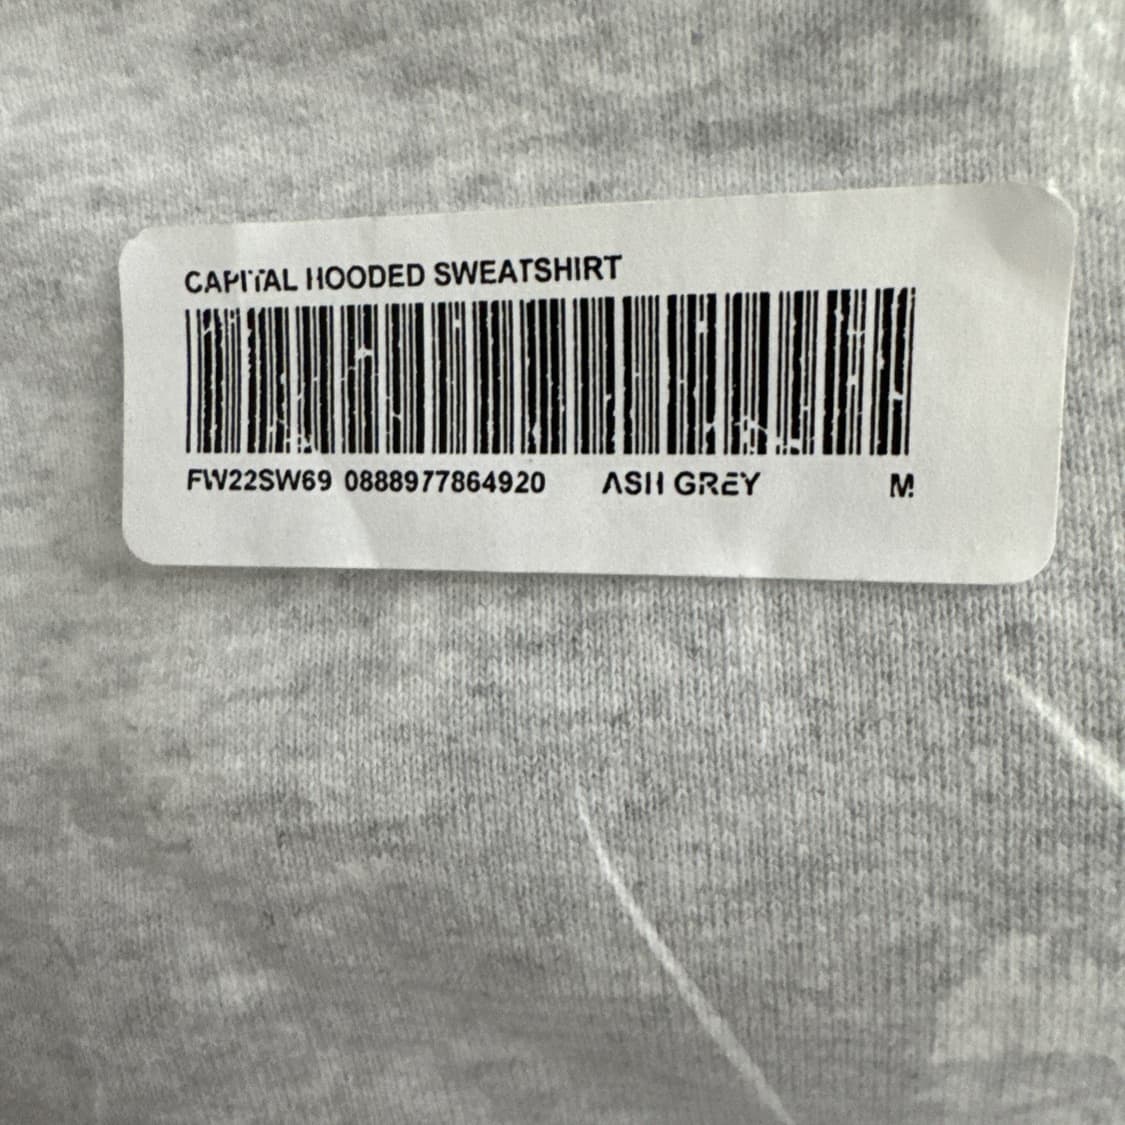 CAPITAL HOODED SWEATSHIRT
FW22SW69 0888977864920 ASH GREY M